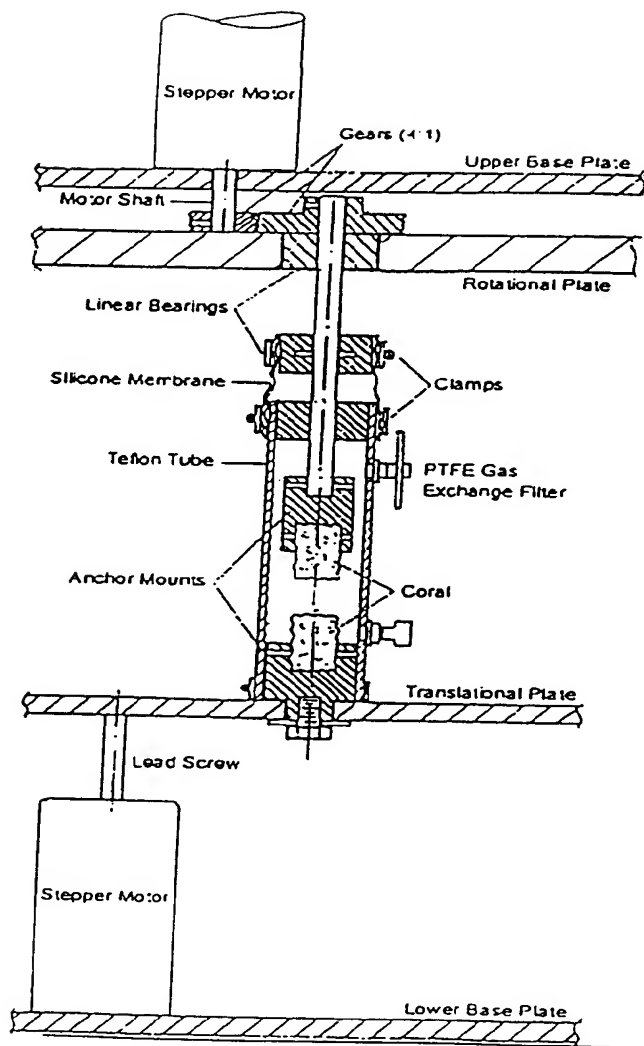 Stepper Motor
Gears (4:1)
Upper Base Plate
Motor Shaft
Rotational Plate
Linear Bearings
Silicone Membrane
Clamps
Teflon Tube
PTFE Gas
Exchange Filter
Anchor Mounts
Coral
Translational Plate
Lead Screw
Stepper Motor
Lower Base Plate